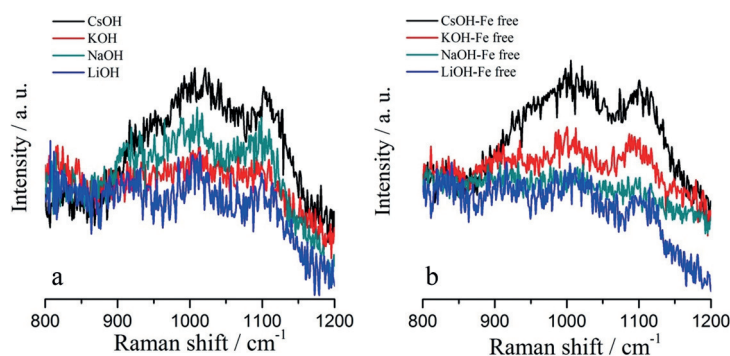 CsOH
KOH
NaOH
LiOH
a
Intensity / a. u.
800 900 1000 1100 1200
Raman shift / cm⁻¹
CsOH-Fe free
KOH-Fe free
NaOH-Fe free
LiOH-Fe free
b
Intensity / a. u.
800 900 1000 1100 1200
Raman shift / cm⁻¹